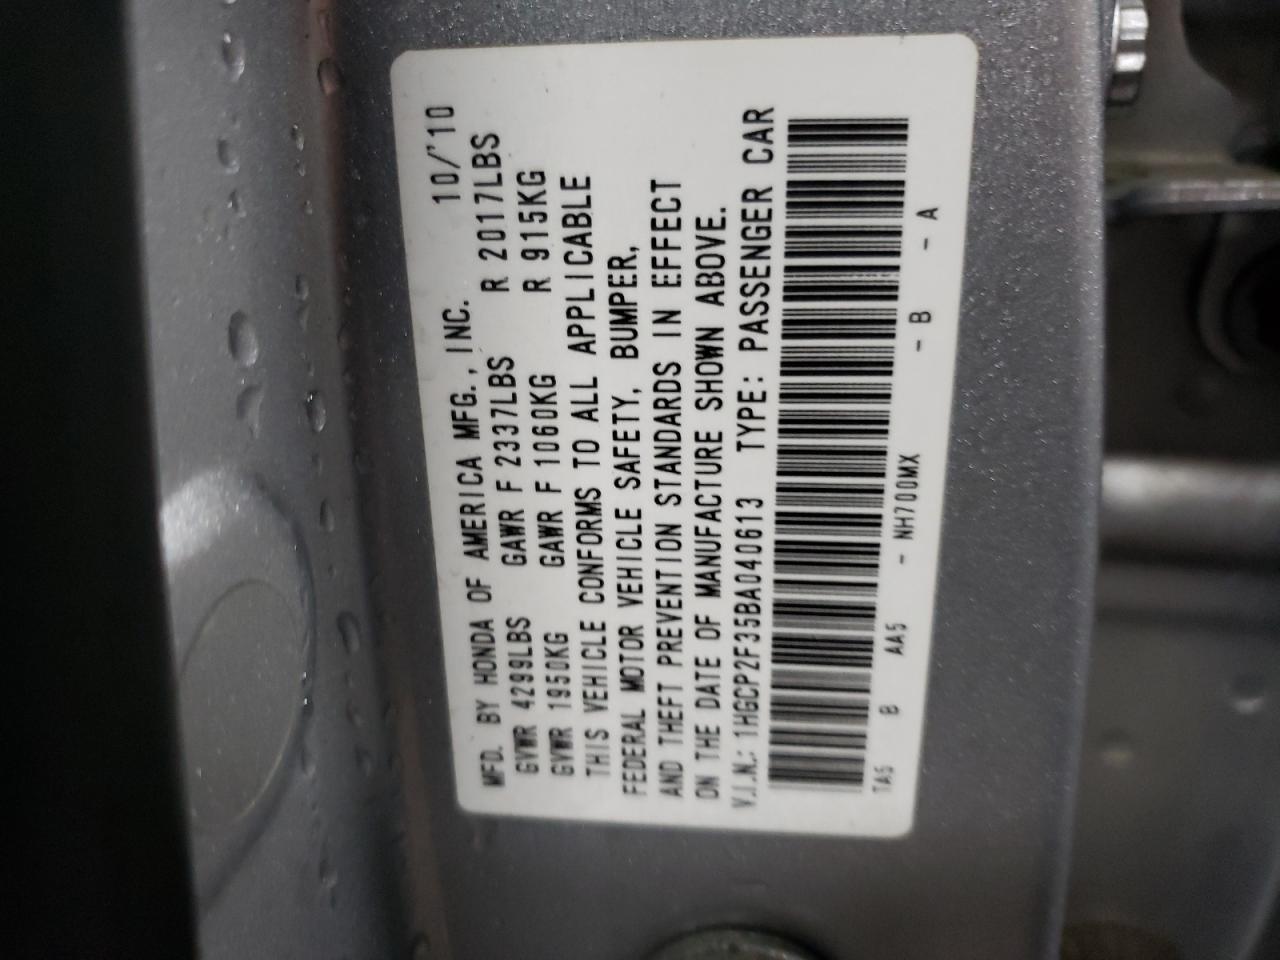 MFD. BY HONDA OF AMERICA MFG.,INC. 10/'10
GVWR 4299LBS GAWR F 2337LBS R 2017LBS
GVWR 1950KG GAWR F 1060KG R 915KG
THIS VEHICLE CONFORMS TO ALL APPLICABLE
FEDERAL MOTOR VEHICLE SAFETY, BUMPER,
AND THEFT PREVENTION STANDARDS IN EFFECT
ON THE DATE OF MANUFACTURE SHOWN ABOVE.
V.I.N.: 1HGCP2F35BA040613 TYPE: PASSENGER CAR
TA5 B AA5 - NH700MX - B - A